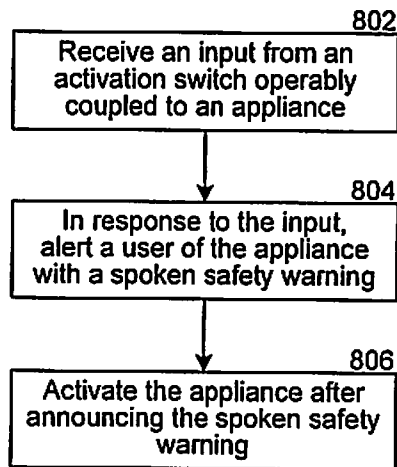 802
Receive an input from an
activation switch operably
coupled to an appliance
804
In response to the input,
alert a user of the appliance
with a spoken safety warning
806
Activate the appliance after
announcing the spoken safety
warning